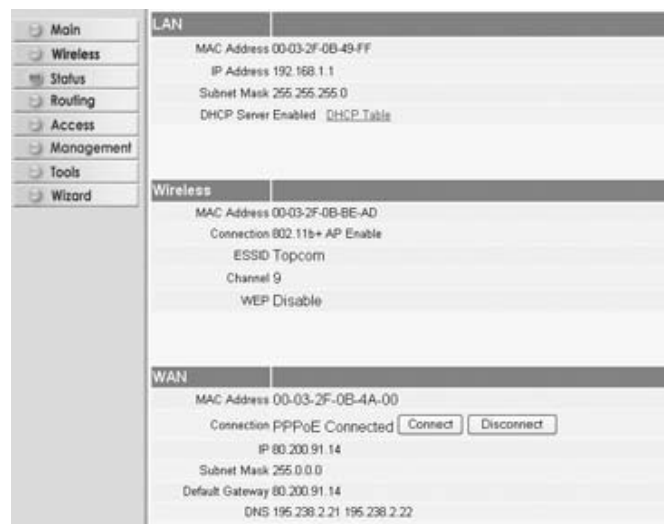 Main
Wireless
Status
Routing
Access
Management
Tools
Wizard
LAN
MAC Address 00-03-2F-0B-49-FF
IP Address 192.168.1.1
Subnet Mask 255.255.255.0
DHCP Server Enabled DHCP Table
Wireless
MAC Address 00-03-2F-0B-BE-AD
Connection 802.11b+ AP Enable
ESSID Topcom
Channel 9
WEP Disable
WAN
MAC Address 00-03-2F-0B-4A-00
Connection PPPoE Connected Connect Disconnect
IP 80.200.91.14
Subnet Mask 255.0.0.0
Default Gateway 80.200.91.14
DNS 195.238.2.21 195.238.2.22